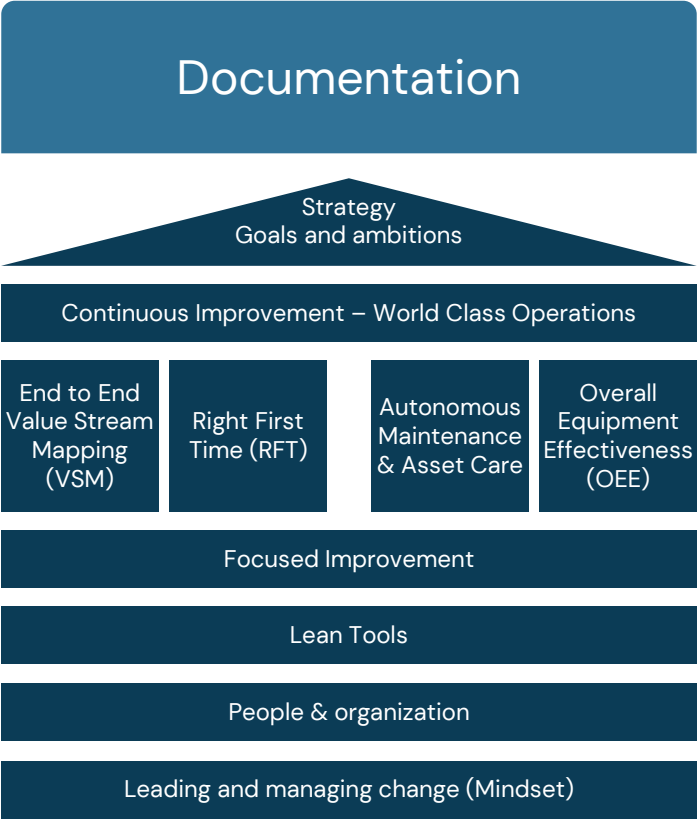 Documentation
Strategy
Goals and ambitions
Continuous Improvement – World Class Operations
End to End
Value Stream
Mapping
(VSM)
Right First
Time (RFT)
Autonomous
Maintenance
& Asset Care
Overall
Equipment
Effectiveness
(OEE)
Focused Improvement
Lean Tools
People & organization
Leading and managing change (Mindset)